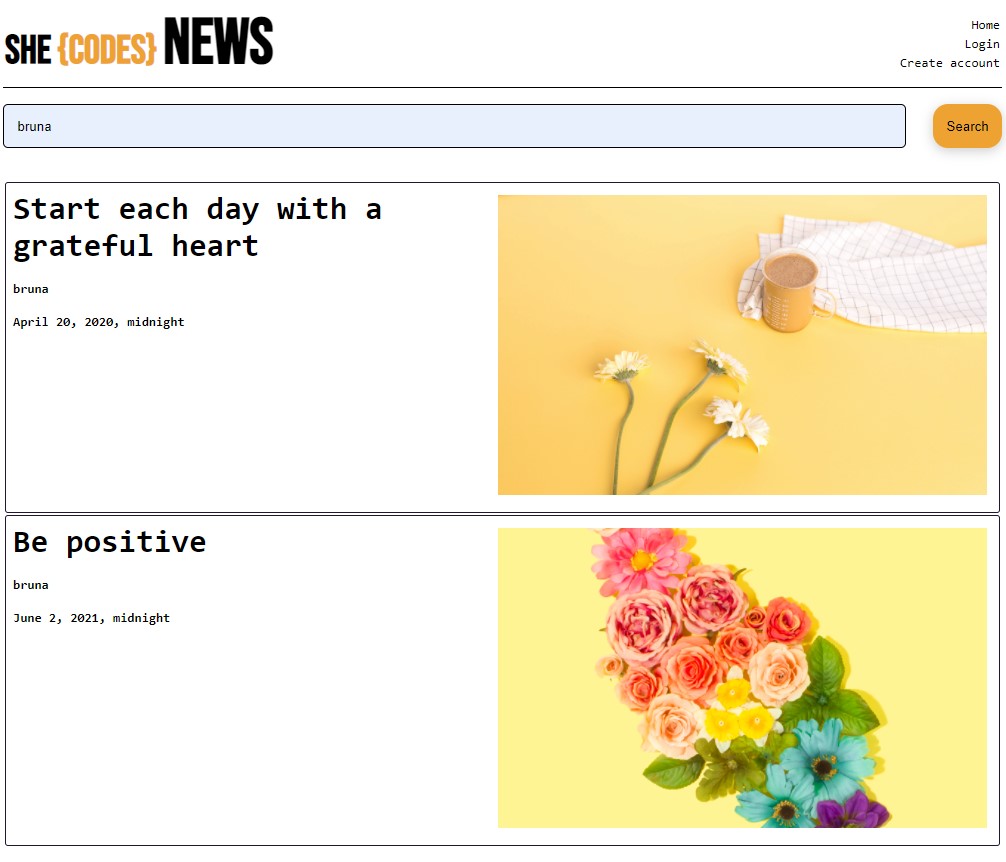 SHE {CODES} NEWS
Home
Login
Create account
bruna
Search
Start each day with a
grateful heart
bruna
April 20, 2020, midnight
Be positive
bruna
June 2, 2021, midnight